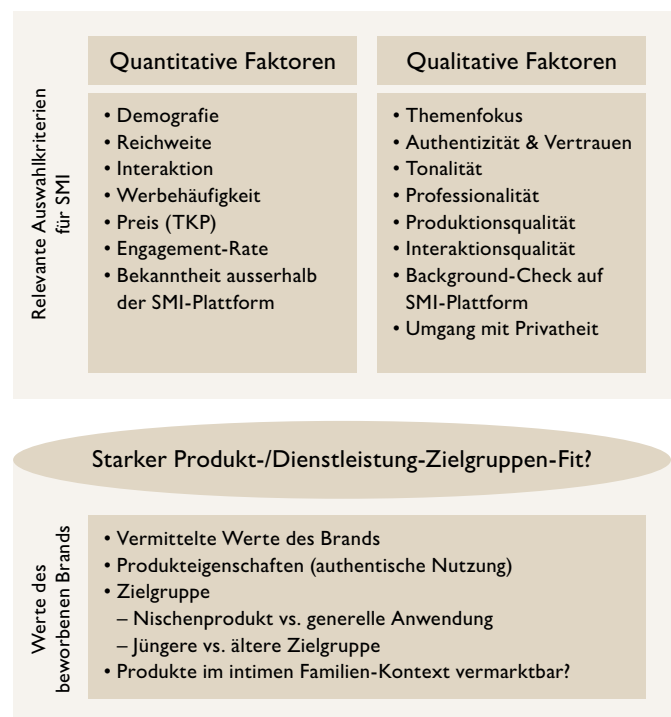 Relevante Auswahlkriterien
für SMI
Quantitative Faktoren
• Demografie
• Reichweite
• Interaktion
• Werbehäufigkeit
• Preis (TKP)
• Engagement-Rate
• Bekanntheit ausserhalb
der SMI-Plattform
Qualitative Faktoren
• Themenfokus
• Authentizität & Vertrauen
• Tonalität
• Professionalität
• Produktionsqualität
• Interaktionsqualität
• Background-Check auf
SMI-Plattform
• Umgang mit Privatheit
Starker Produkt-/Dienstleistung-Zielgruppen-Fit?
Werte des
beworbenen Brands
• Vermittelte Werte des Brands
• Produkteigenschaften (authentische Nutzung)
• Zielgruppe
– Nischenprodukt vs. generelle Anwendung
– Jüngere vs. ältere Zielgruppe
• Produkte im intimen Familien-Kontext vermarktbar?